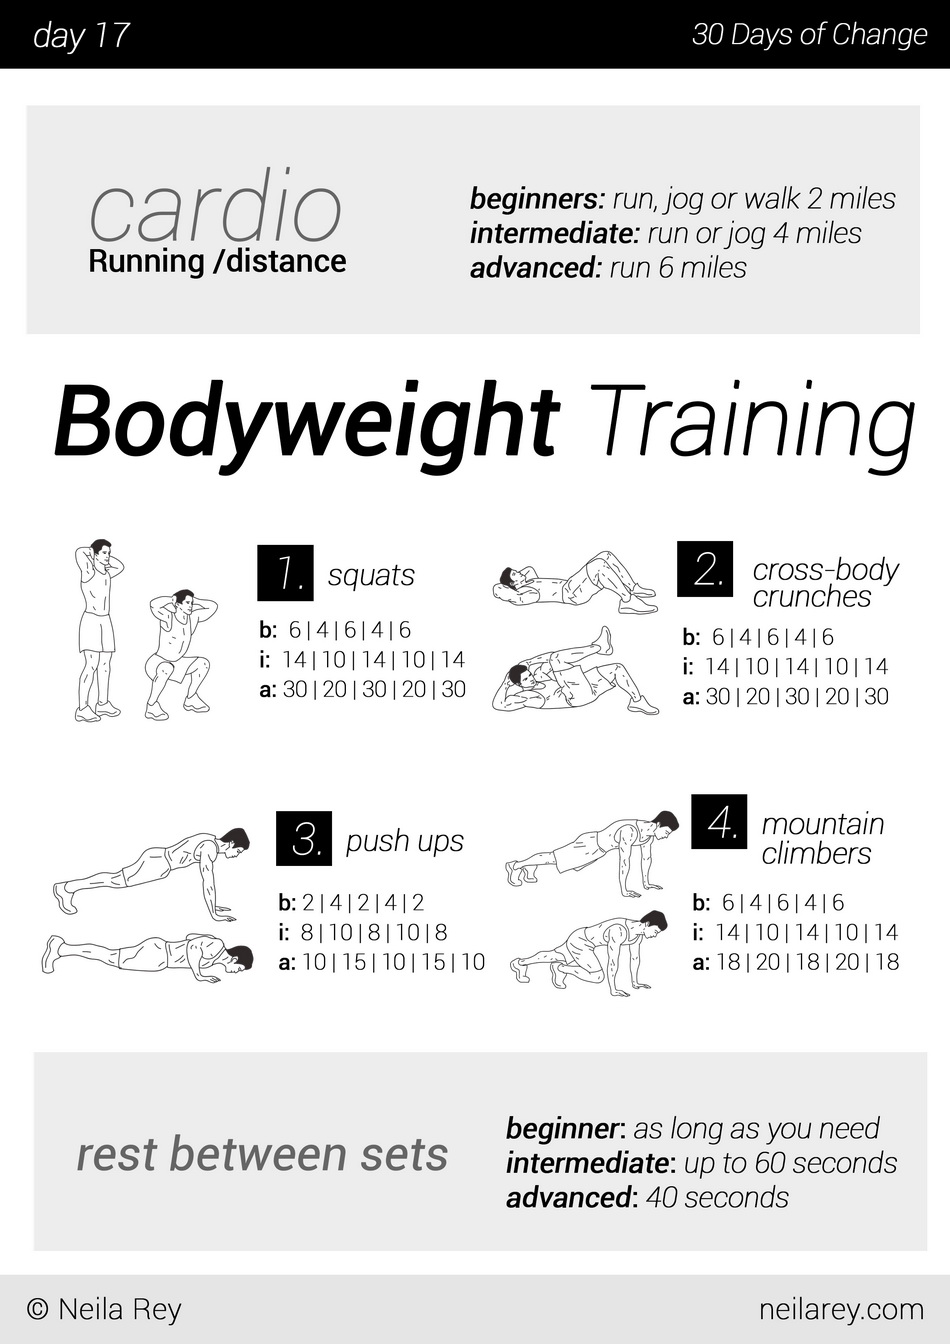 day 17
30 Days of Change
cardio
Running /distance
beginners: run, jog or walk 2 miles
intermediate: run or jog 4 miles
advanced: run 6 miles
Bodyweight Training
1. squats
b: 6|4|6|4|6
i: 14|10|14|10|14
a: 30|20|30|20|30
2. cross-body
crunches
b: 6|4|6|4|6
i: 14|10|14|10|14
a: 30|20|30|20|30
3. push ups
b: 2|4|2|4|2
i: 8|10|8|10|8
a: 10|15|10|15|10
4. mountain
climbers
b: 6|4|6|4|6
i: 14|10|14|10|14
a: 18|20|18|20|18
rest between sets
beginner: as long as you need
intermediate: up to 60 seconds
advanced: 40 seconds
© Neila Rey
neilarey.com